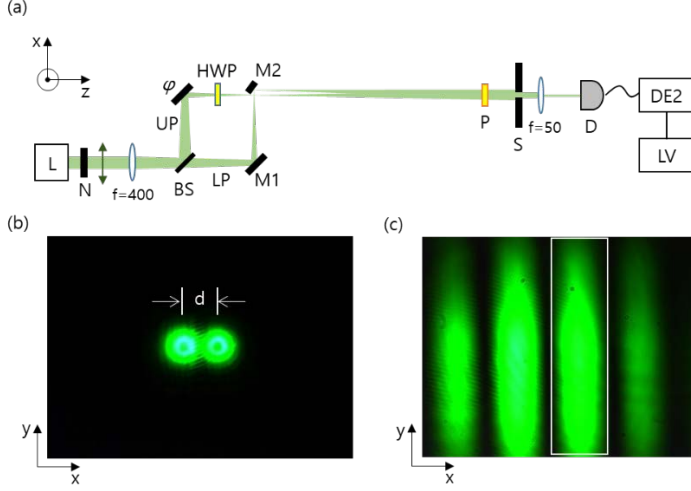 (a)
x
z
φ
HWP
M2
UP
P
f=50
D
DE2
S
L
N
f=400
BS
LP
M1
LV
(b)
d
y
x
(c)
y
x